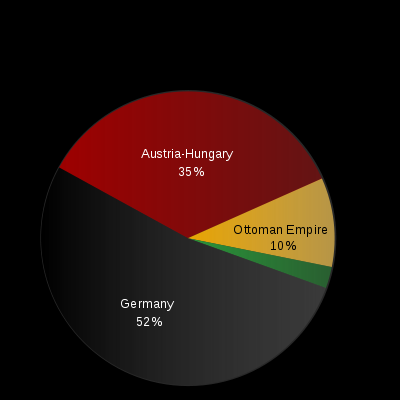 Austria-Hungary
35%
Ottoman Empire
10%
Germany
52%